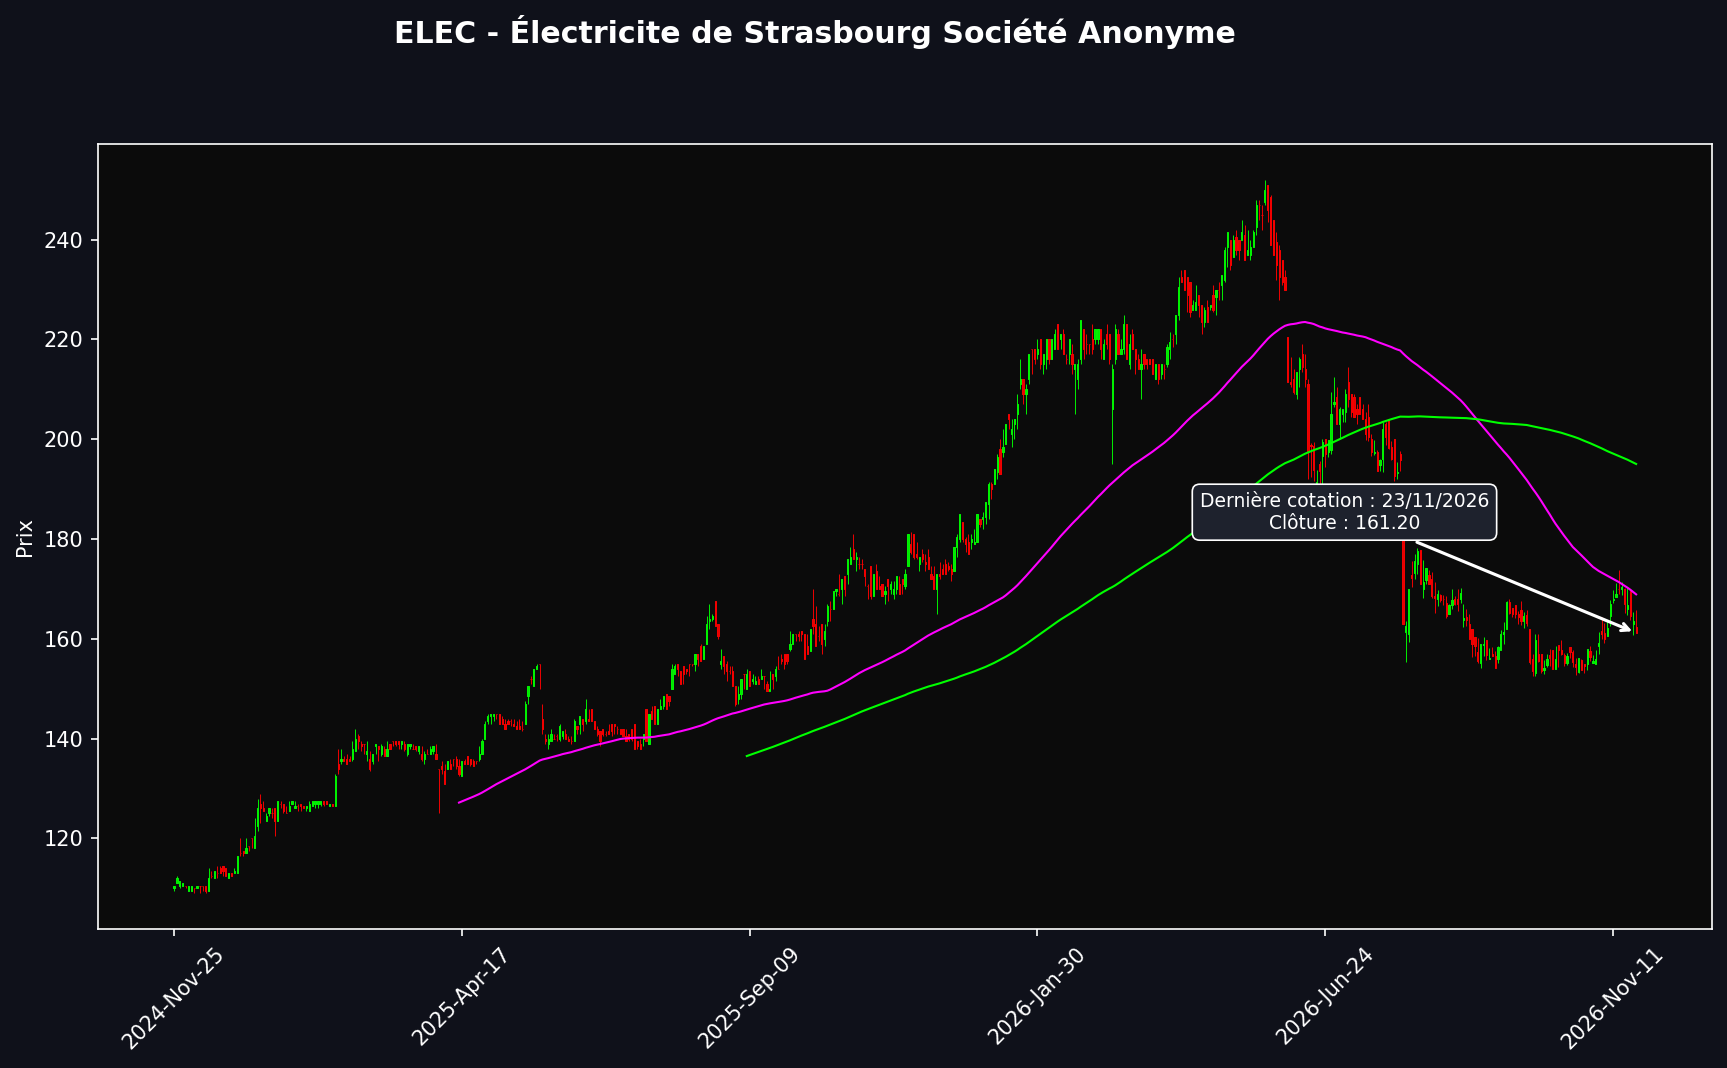 ELEC - Électricite de Strasbourg Société Anonyme
Prix
240
220
200
180
160
140
120
Dernière cotation : 23/11/2026
Clôture : 161.20
2024-Nov-25
2025-Apr-17
2025-Sep-09
2026-Jan-30
2026-Jun-24
2026-Nov-11